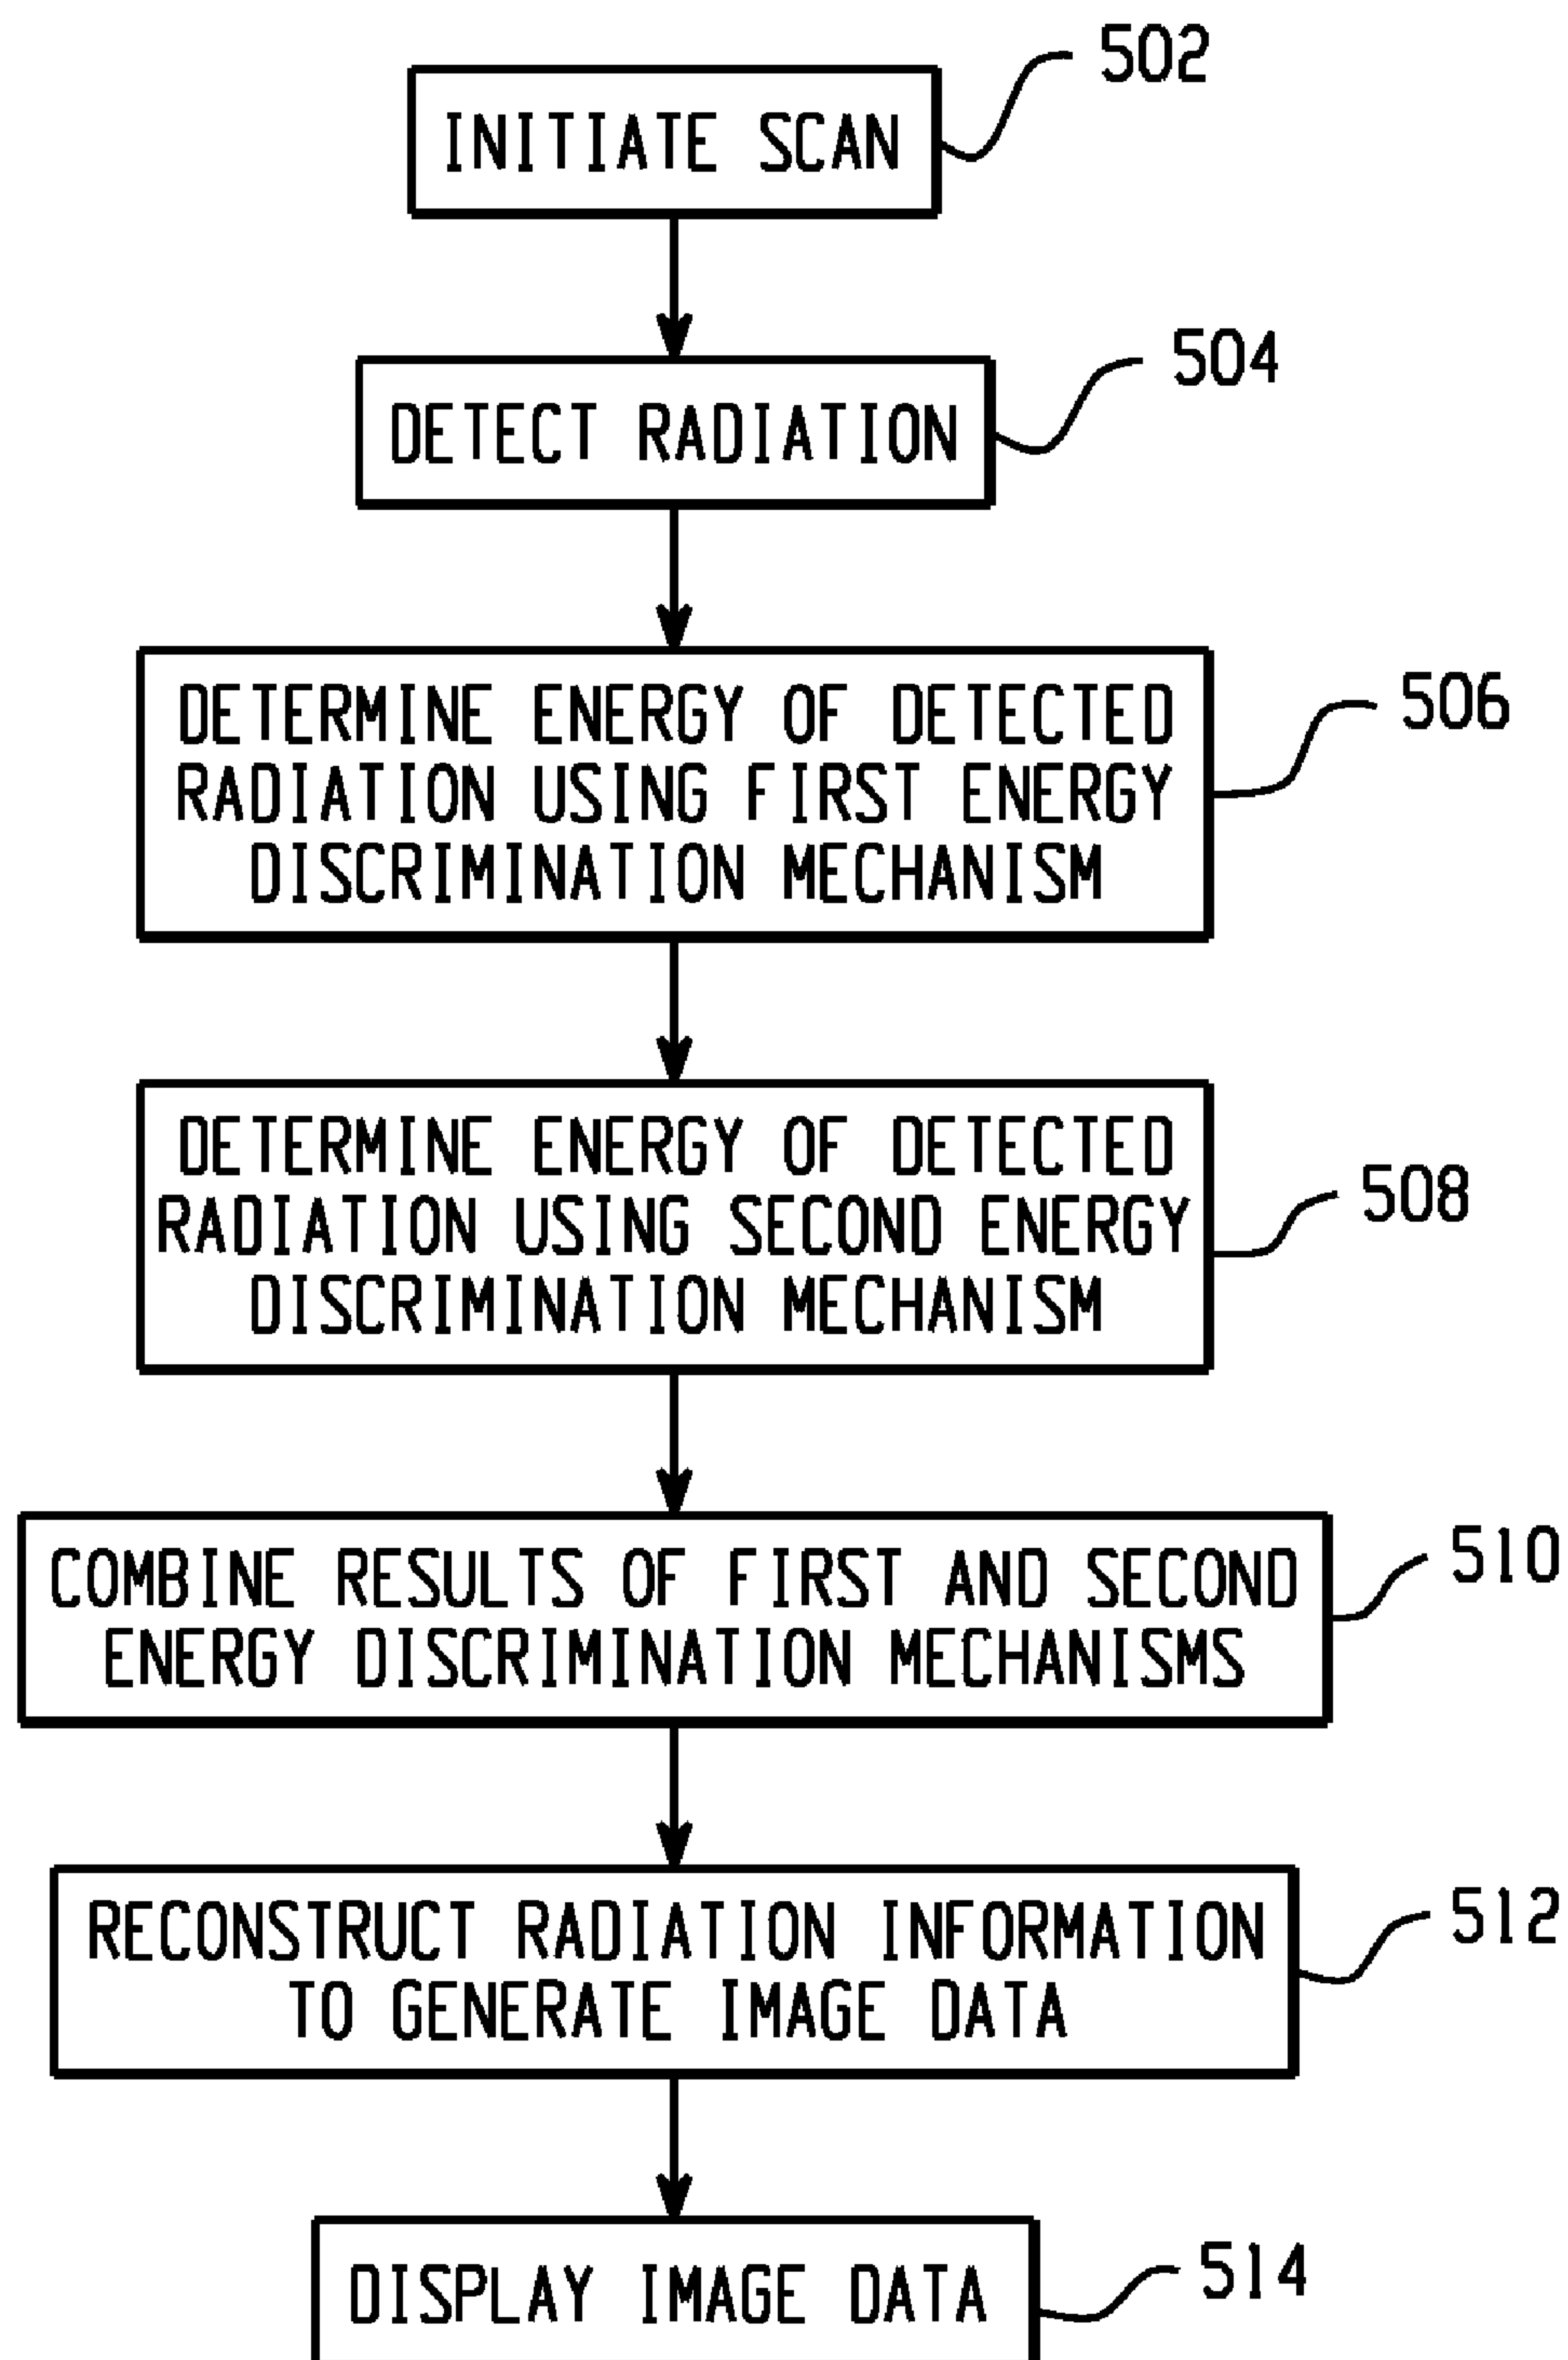 502
INITIATE SCAN
504
DETECT RADIATION
506
DETERMINE ENERGY OF DETECTED
RADIATION USING FIRST ENERGY
DISCRIMINATION MECHANISM
508
DETERMINE ENERGY OF DETECTED
RADIATION USING SECOND ENERGY
DISCRIMINATION MECHANISM
510
COMBINE RESULTS OF FIRST AND SECOND
ENERGY DISCRIMINATION MECHANISMS
512
RECONSTRUCT RADIATION INFORMATION
TO GENERATE IMAGE DATA
514
DISPLAY IMAGE DATA